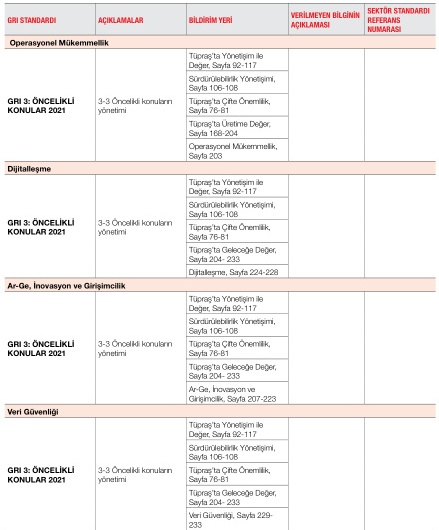 GRI STANDARDI
AÇIKLAMALAR
BİLDİRİM YERİ
VERİLMEYEN BİLGİNİN
AÇIKLAMASI
SEKTÖR STANDARDI
REFERANS
NUMARASI
Operasyonel Mükemmellik
GRI 3: ÖNCELİKLİ
KONULAR 2021
3-3 Öncelikli konuların
yönetimi
Tüpraş'ta Yönetişim ile
Değer, Sayfa 92-117
Sürdürülebilirlik Yönetişimi,
Sayfa 106-108
Tüpraş'ta Çifte Önemlilik,
Sayfa 76-81
Tüpraş'ta Üretime Değer,
Sayfa 168-204
Operasyonel Mükemmellik,
Sayfa 203
Dijitalleşme
GRI 3: ÖNCELİKLİ
KONULAR 2021
3-3 Öncelikli konuların
yönetimi
Tüpraş'ta Yönetişim ile
Değer, Sayfa 92-117
Sürdürülebilirlik Yönetişimi,
Sayfa 106-108
Tüpraş'ta Çifte Önemlilik,
Sayfa 76-81
Tüpraş'ta Geleceğe Değer,
Sayfa 204- 233
Dijitalleşme, Sayfa 224-228
Ar-Ge, İnovasyon ve Girişimcilik
GRI 3: ÖNCELİKLİ
KONULAR 2021
3-3 Öncelikli konuların
yönetimi
Tüpraş'ta Yönetişim ile
Değer, Sayfa 92-117
Sürdürülebilirlik Yönetişimi,
Sayfa 106-108
Tüpraş'ta Çifte Önemlilik,
Sayfa 76-81
Tüpraş'ta Geleceğe Değer,
Sayfa 204- 233
Ar-Ge, İnovasyon ve
Girişimcilik, Sayfa 207-223
Veri Güvenliği
GRI 3: ÖNCELİKLİ
KONULAR 2021
3-3 Öncelikli konuların
yönetimi
Tüpraş'ta Yönetişim ile
Değer, Sayfa 92-117
Sürdürülebilirlik Yönetişimi,
Sayfa 106-108
Tüpraş'ta Çifte Önemlilik,
Sayfa 76-81
Tüpraş'ta Geleceğe Değer,
Sayfa 204- 233
Veri Güvenliği, Sayfa 229-
233